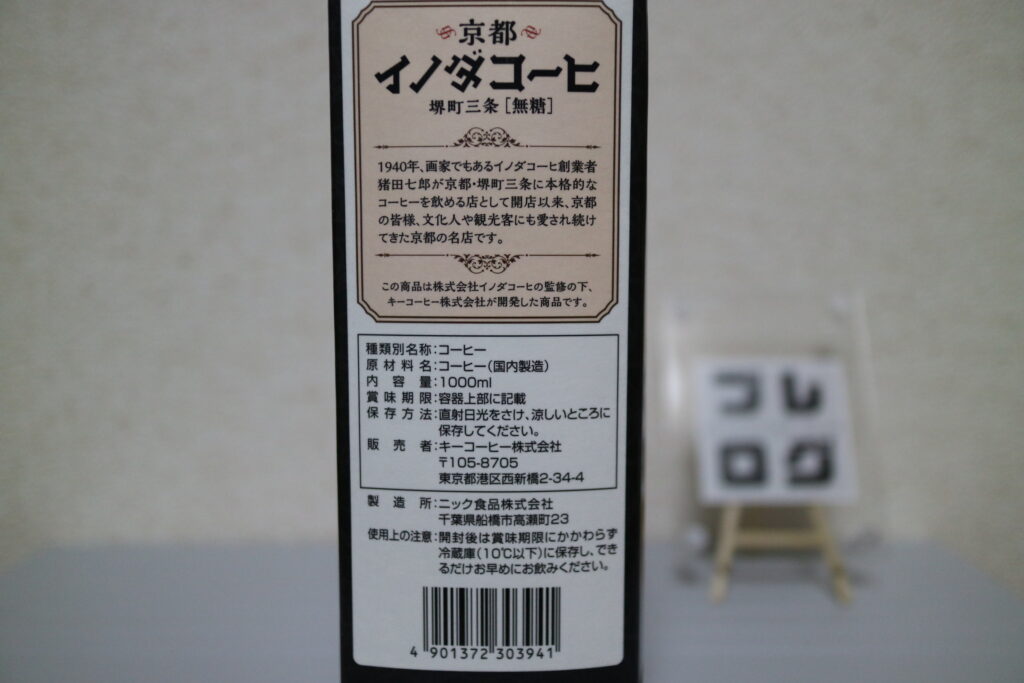 京都
イノダコーヒ
堺町三条[無糖]
1940年、画家でもあるイノダコーヒ創業者
猪田七郎が京都・堺町三条に本格的な
コーヒーを飲める店として開店以来、京都
の皆様、文化人や観光客にも愛され続け
てきた京都の名店です。
この商品は株式会社イノダコーヒの監修の下、
キーコーヒー株式会社が開発した商品です。
種類別名称:コーヒー
原材料名:コーヒー(国内製造)
内容量:1000ml
賞味期限:容器上部に記載
保存方法:直射日光をさけ、涼しいところに
保存してください。
販売者:キーコーヒー株式会社
〒105-8705
東京都港区西新橋2-34-4
製造所:ニック食品株式会社
千葉県船橋市高瀬町23
使用上の注意:開封後は賞味期限にかかわらず
冷蔵庫(10℃以下)に保存し、でき
るだけお早めにお飲みください。
4 901372 303941
フレ
ログ